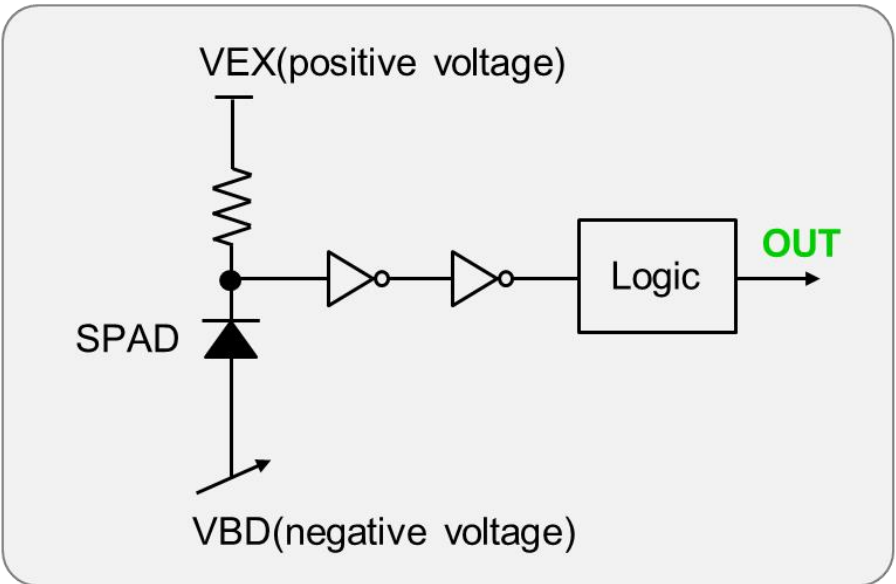 VEX(positive voltage)
OUT
Logic
SPAD
VBD(negative voltage)